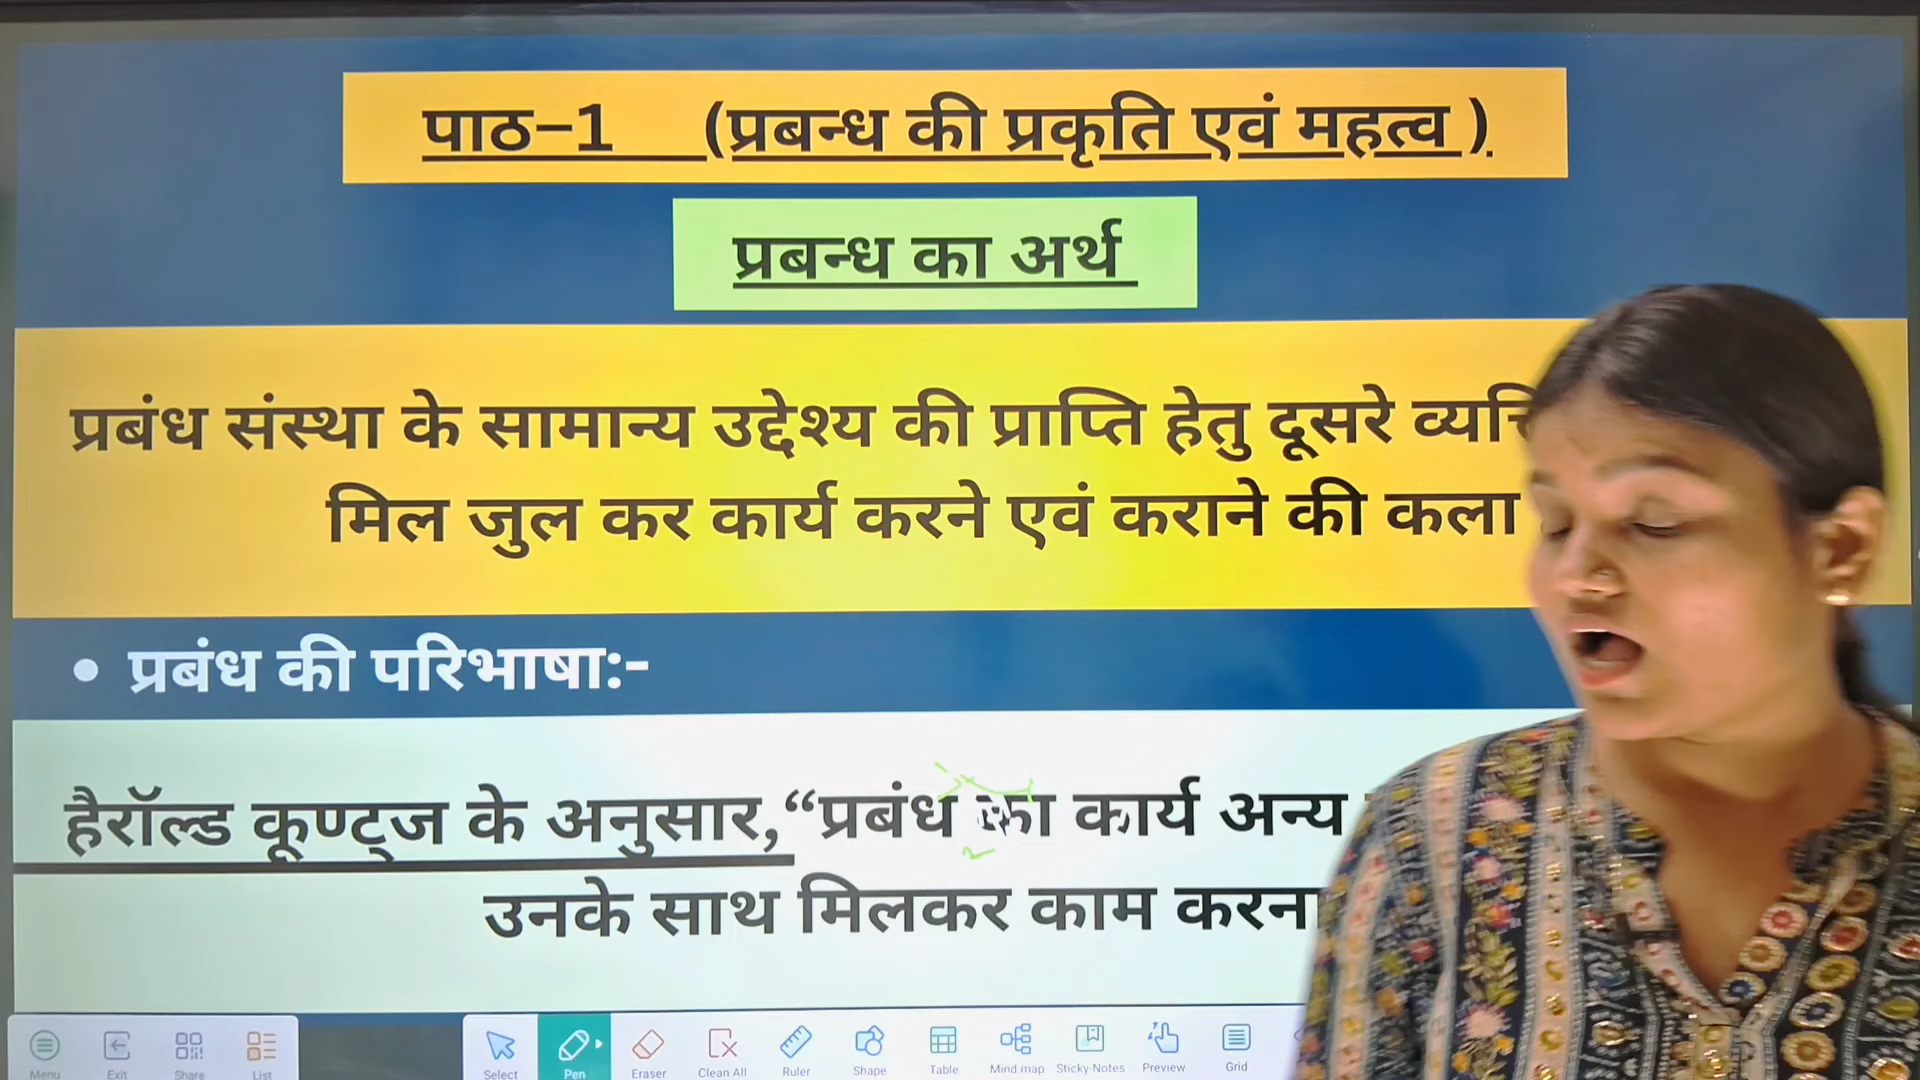 पाठ–1 (प्रबन्ध की प्रकृति एवं महत्व )
प्रबन्ध का अर्थ
प्रबंध संस्था के सामान्य उद्देश्य की प्राप्ति हेतु दूसरे
मिल जुल कर कार्य करने एवं कराने की कला
• प्रबंध की परिभाषा:-
हैरॉल्ड कूण्ट्ज के अनुसार,“प्रबंध का कार्य अन्य
उनके साथ मिलकर काम करना
Menu Exit Share List Select Pen Eraser Clean All Ruler Shape Table Mind map Sticky-Notes Preview Grid